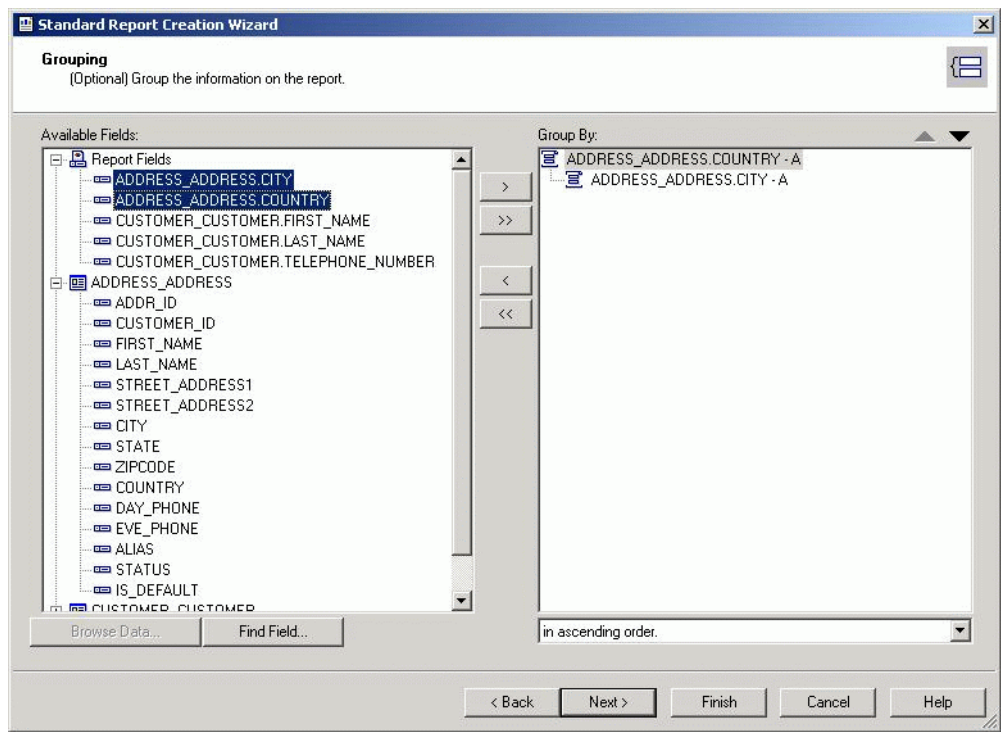 Standard Report Creation Wizard
Grouping
(Optional) Group the information on the report.
Available Fields:
Report Fields
ADDRESS_ADDRESS.CITY
ADDRESS_ADDRESS.COUNTRY
CUSTOMER_CUSTOMER.FIRST_NAME
CUSTOMER_CUSTOMER.LAST_NAME
CUSTOMER_CUSTOMER.TELEPHONE_NUMBER
ADDRESS_ADDRESS
ADDR_ID
CUSTOMER_ID
FIRST_NAME
LAST_NAME
STREET_ADDRESS1
STREET_ADDRESS2
CITY
STATE
ZIPCODE
COUNTRY
DAY_PHONE
EVE_PHONE
ALIAS
STATUS
IS_DEFAULT
CUSTOMER_CUSTOMER
Browse Data...
Find Field...
>
>>
<
<<
Group By:
ADDRESS_ADDRESS.COUNTRY - A
ADDRESS_ADDRESS.CITY - A
in ascending order.
< Back
Next >
Finish
Cancel
Help